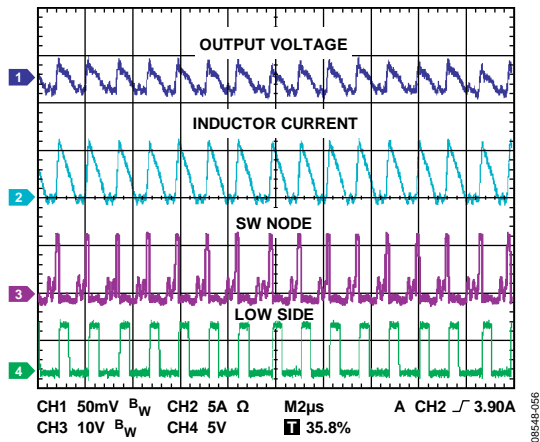 OUTPUT VOLTAGE
1
INDUCTOR CURRENT
2
SW NODE
3
LOW SIDE
4
CH1 50mV BW CH2 5A Ω M2µs A CH2 3.90A
CH3 10V BW CH4 5V T 35.8%
08548-056